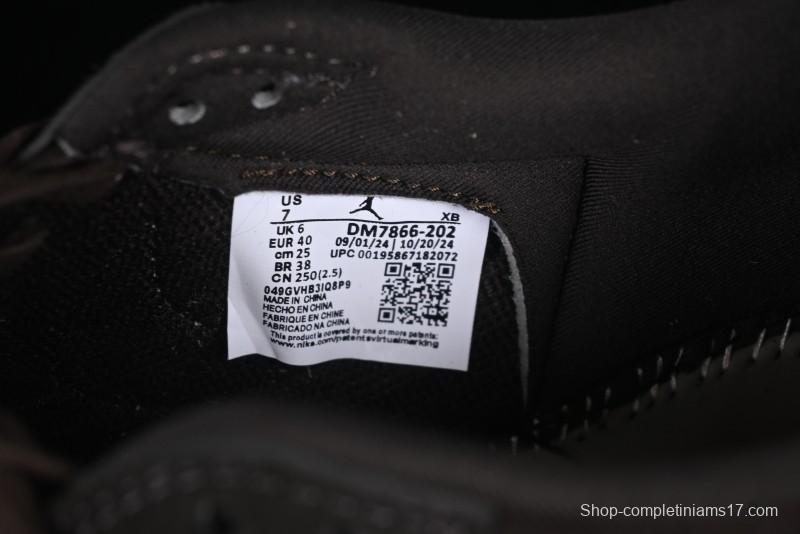 US
7 XB
UK 6 DM7866-202
EUR 40 09/01/24 | 10/20/24
cm 25 UPC 00195867182072
BR 38
CN 250(2.5)
049GVHB3IQ8P9
MADE IN CHINA
HECHO EN CHINA
FABRIQUE EN CHINE
FABRICADO NA CHINA
This product is covered by one or more patents:
www.nike.com/patentsvirtualmarking
Shop-completiniams17.com